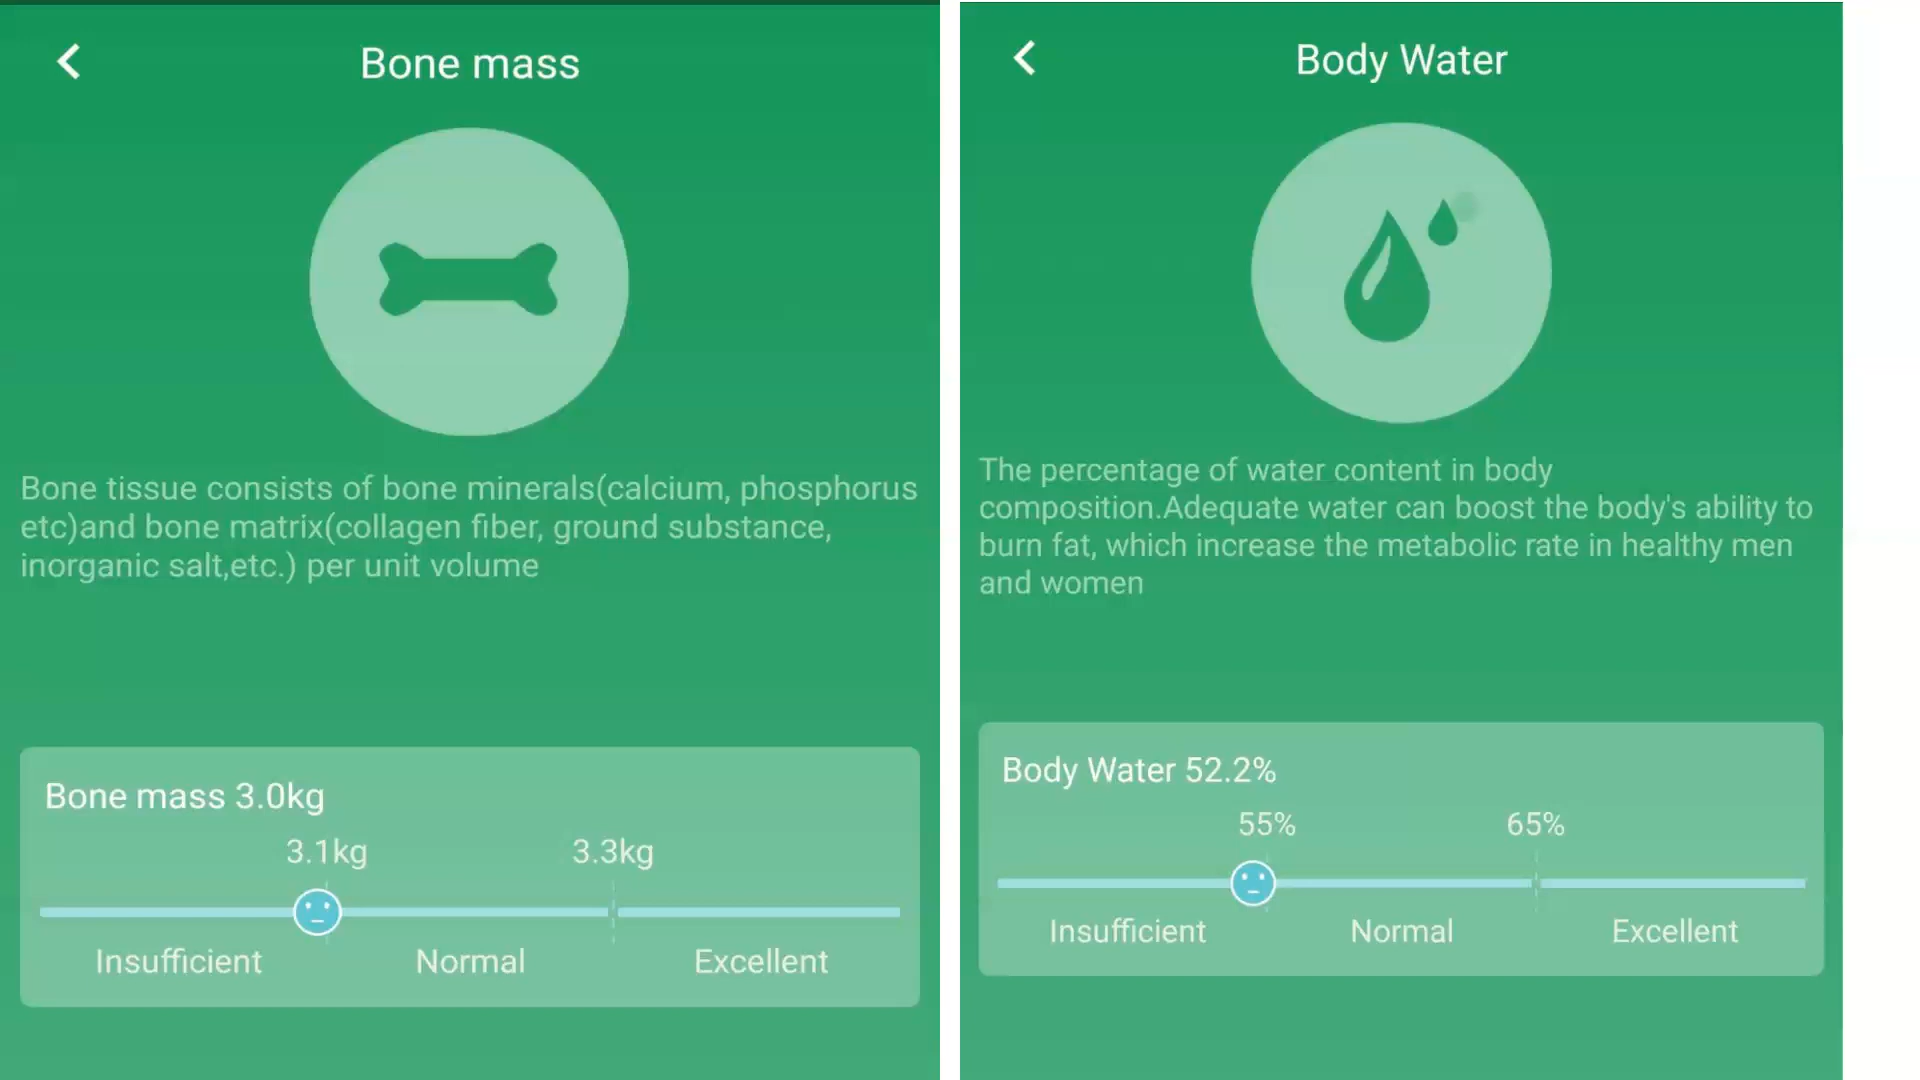 Bone mass
Bone tissue consists of bone minerals(calcium, phosphorus
etc)and bone matrix(collagen fiber, ground substance,
inorganic salt,etc.) per unit volume
Bone mass 3.0kg
3.1kg 3.3kg
Insufficient Normal Excellent
Body Water
The percentage of water content in body
composition.Adequate water can boost the body's ability to
burn fat, which increase the metabolic rate in healthy men
and women
Body Water 52.2%
55% 65%
Insufficient Normal Excellent